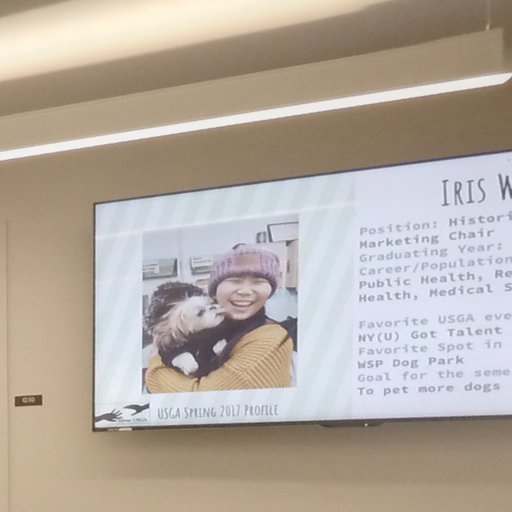 IRIS W
Position: Histori
Marketing Chair
Graduating Year:
Career/Population
Public Health, Re
Health, Medical S
Favorite USGA eve
NY(U) Got Talent
Favorite Spot in
WSP Dog Park
Goal for the seme
To pet more dogs
USGA SPRING 2017 PROFILE
G10